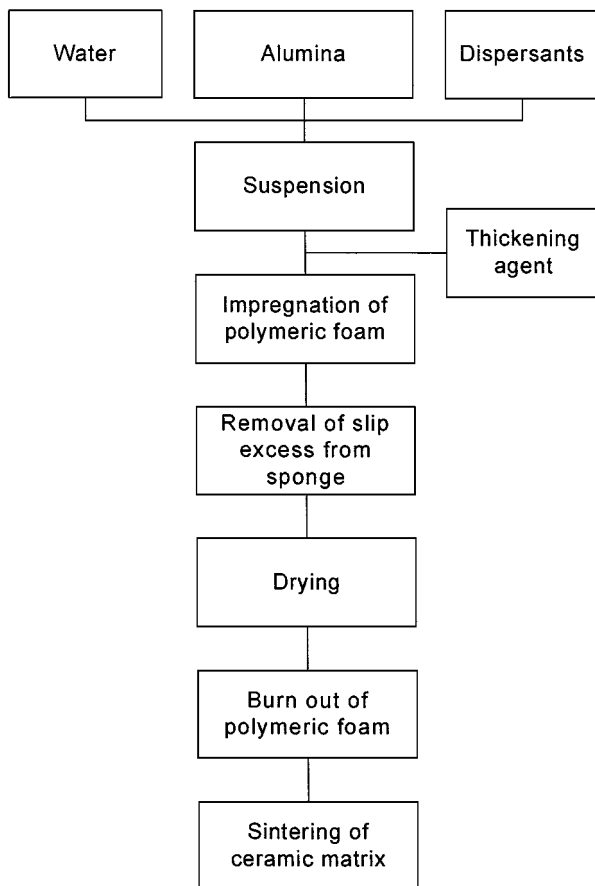 Water
Alumina
Dispersants
Suspension
Thickening
agent
Impregnation of
polymeric foam
Removal of slip
excess from
sponge
Drying
Burn out of
polymeric foam
Sintering of
ceramic matrix